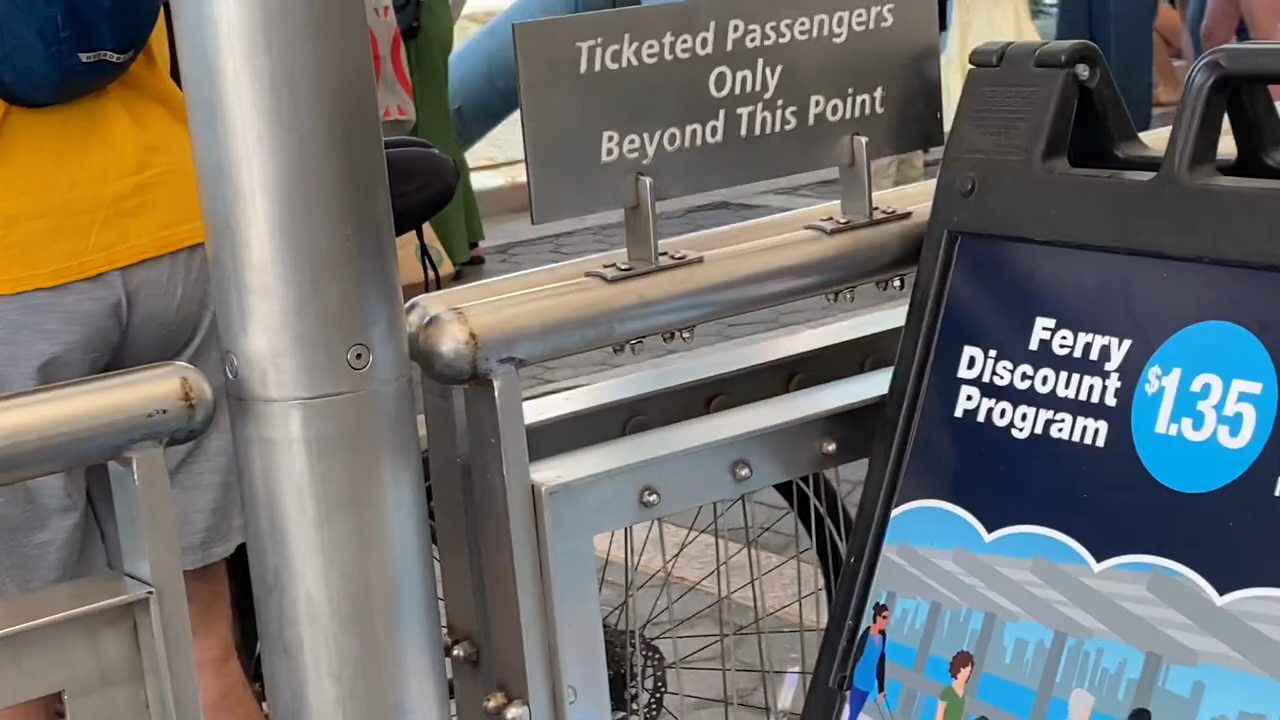 Ticketed Passengers
Only
Beyond This Point
Ferry
Discount
Program
$1.35